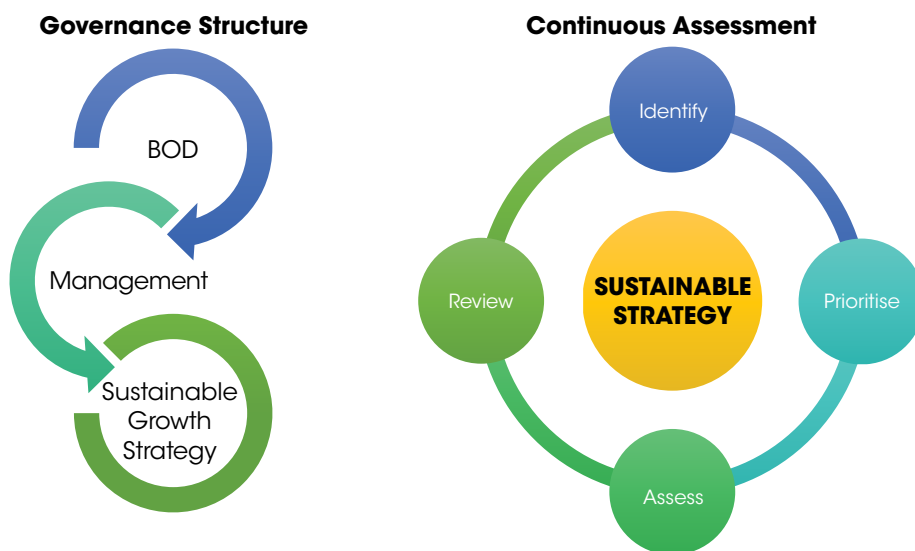 Governance Structure
BOD
Management
Sustainable
Growth
Strategy
Continuous Assessment
Identify
Prioritise
Assess
Review
SUSTAINABLE
STRATEGY